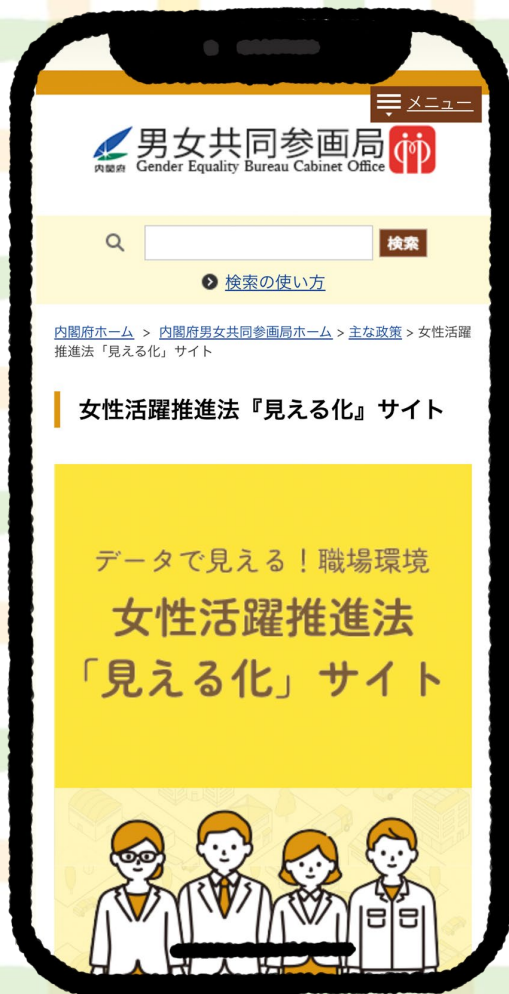 メニュー
内閣府
男女共同参画局
Gender Equality Bureau Cabinet Office
検索
検索の使い方
内閣府ホーム > 内閣府男女共同参画局ホーム > 主な政策 > 女性活躍
推進法「見える化」サイト
女性活躍推進法『見える化』サイト
データで見える！職場環境
女性活躍推進法
「見える化」サイト